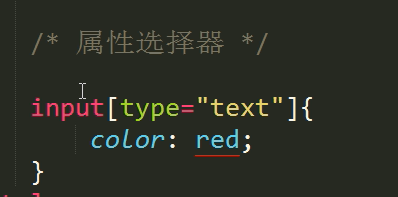 /* 属性选择器 */
input[type="text"]{
color: red;
}